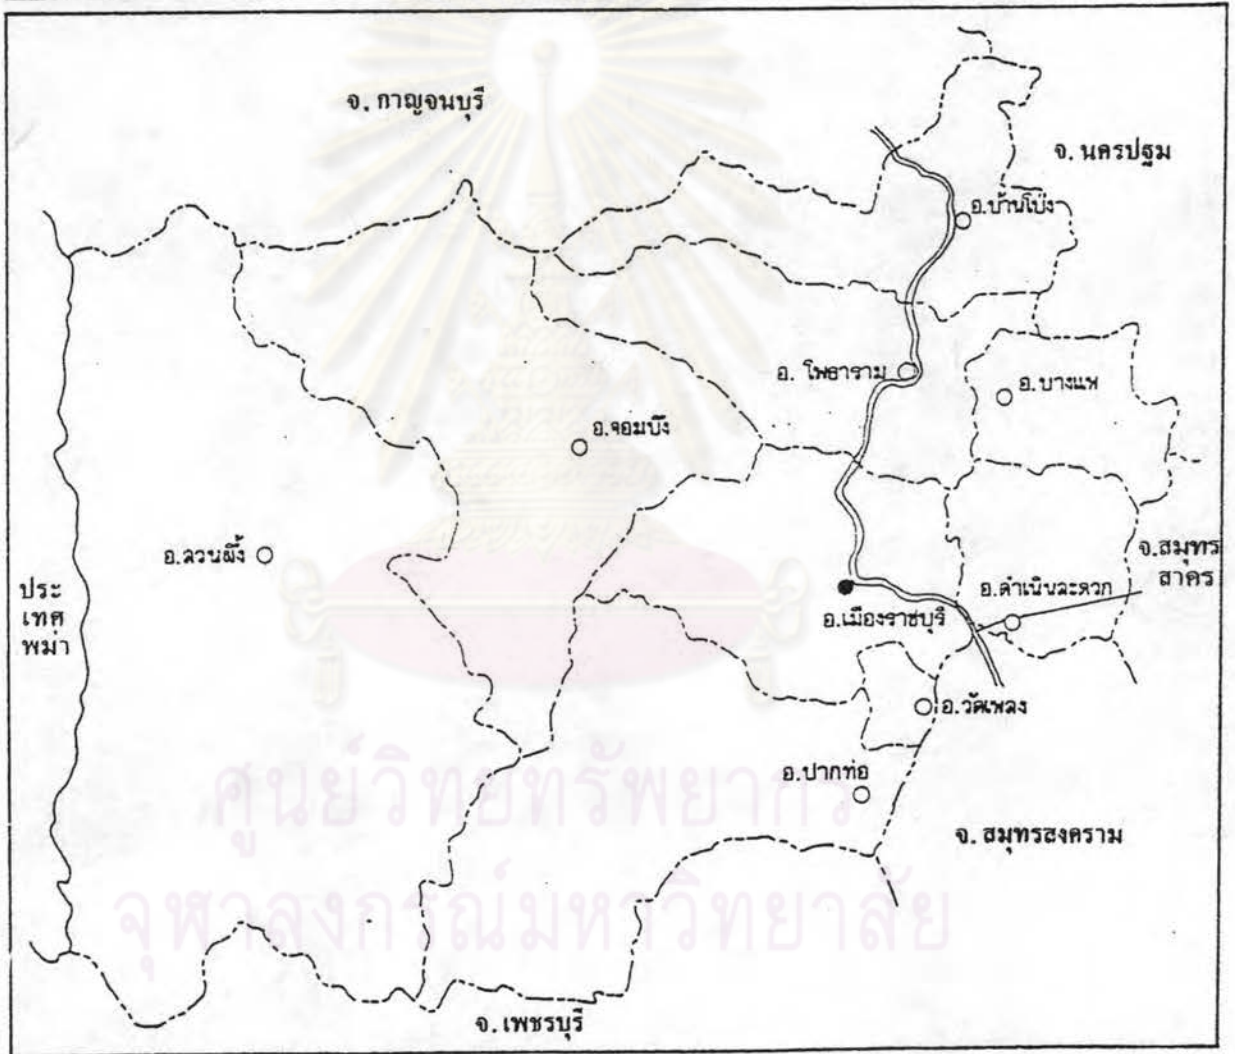 จ. กาญจนบุรี
จ. นครปฐม
อ.บ้านโป่ง
อ. โพธาราม
อ.บางแพ
อ.จอมบึง
อ.สวนผึ้ง
จ.สมุทร
สาคร
ประ
เทศ
พม่า
อ.ดำเนินสะดวก
อ.เมืองราชบุรี
อ.วัดเพลง
อ.ปากท่อ
จ. สมุทรสงคราม
จ. เพชรบุรี
ศูนย์วิทยทรัพยากร
จุฬาลงกรณ์มหาวิทยาลัย